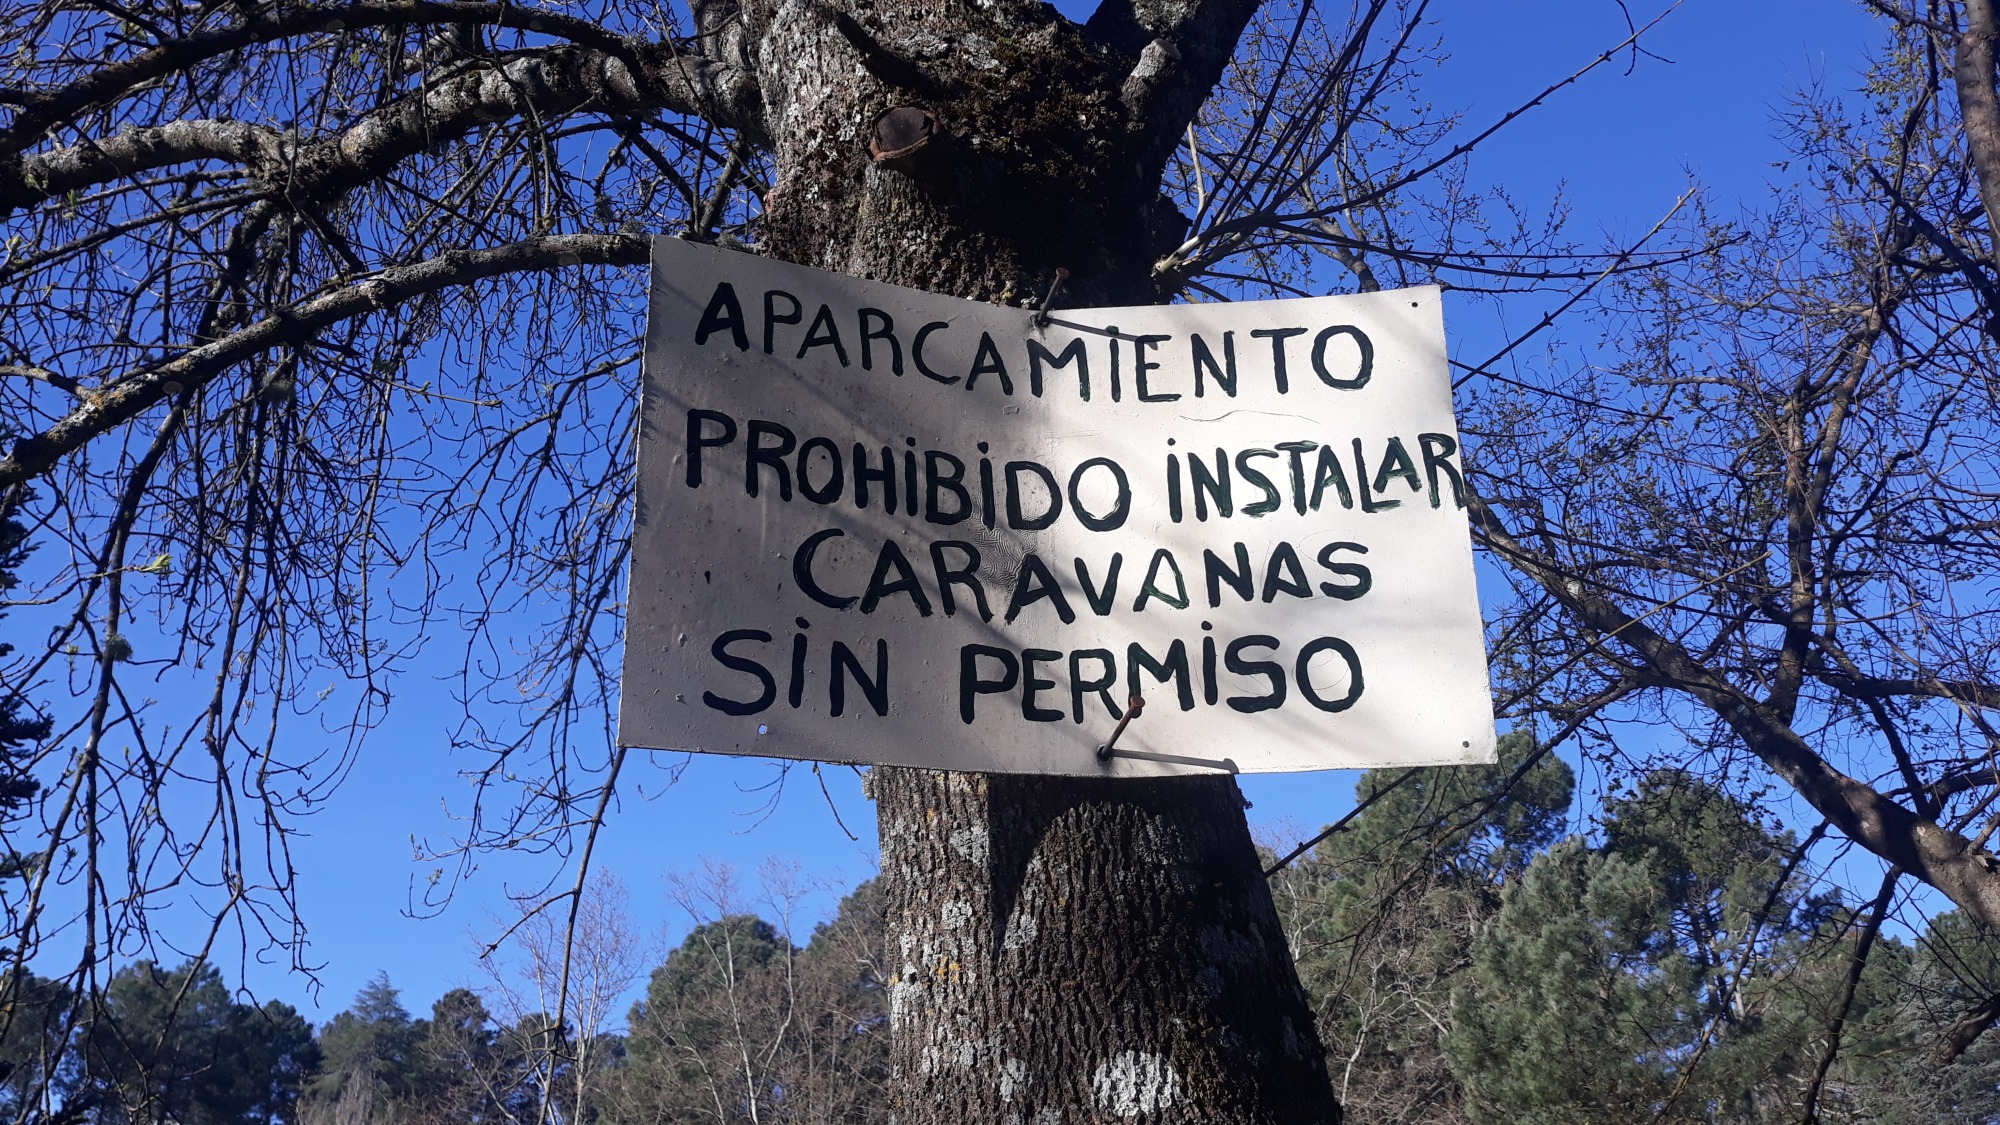 APARCAMIENTO
PROHIBIDO INSTALAR
CARAVANAS
SIN PERMISO